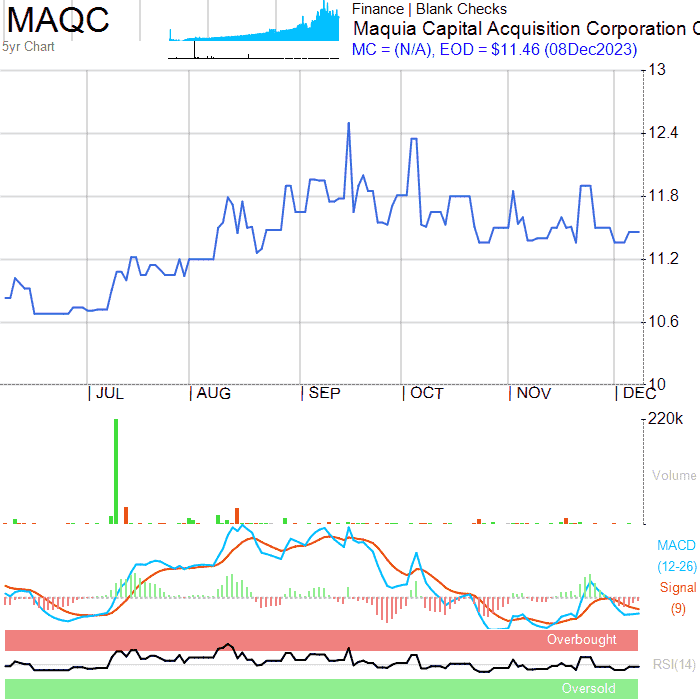 MAQC
5yr Chart
Finance | Blank Checks
Maquia Capital Acquisition Corporation C
MC = (N/A), EOD = $11.46 (08Dec2023)
13
12.4
11.8
11.2
10.6
10
JUL AUG SEP OCT NOV DEC
220k
Volume
MACD
(12-26)
Signal
(9)
Overbought
RSI(14)
Oversold